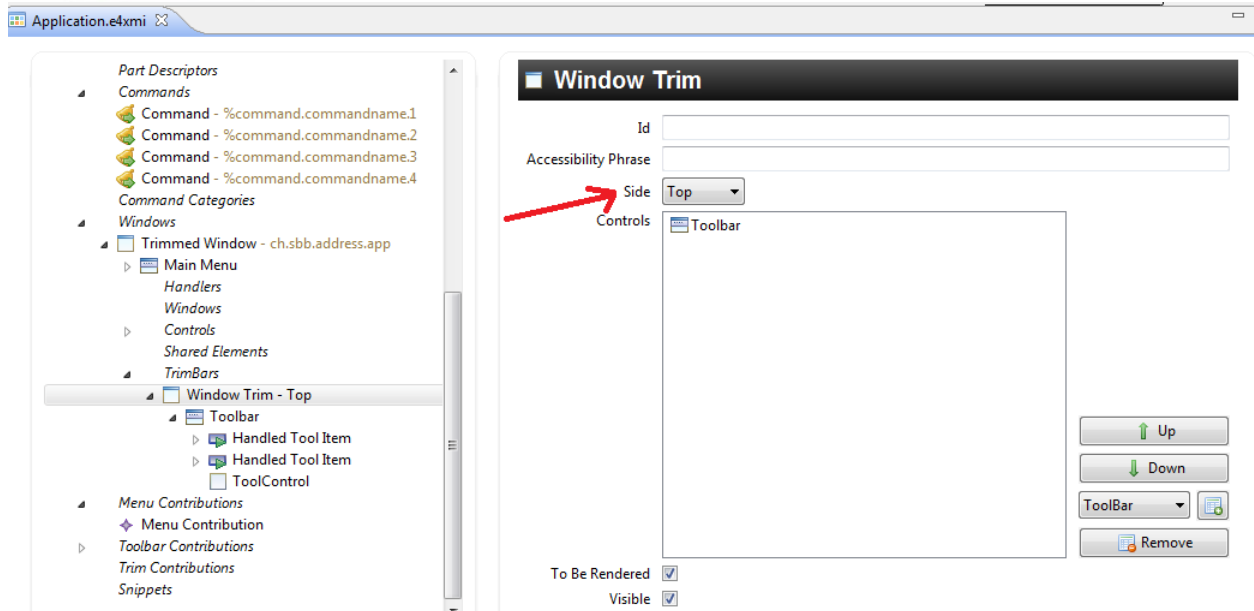 Application.e4xmi
Part Descriptors
Commands
Command - %command.commandname.1
Command - %command.commandname.2
Command - %command.commandname.3
Command - %command.commandname.4
Command Categories
Windows
Trimmed Window - ch.sbb.address.app
Main Menu
Handlers
Windows
Controls
Shared Elements
TrimBars
Window Trim - Top
Toolbar
Handled Tool Item
Handled Tool Item
ToolControl
Menu Contributions
Menu Contribution
Toolbar Contributions
Trim Contributions
Snippets
Window Trim
Id
Accessibility Phrase
Side Top
Controls Toolbar
Up
Down
ToolBar
Remove
To Be Rendered
Visible